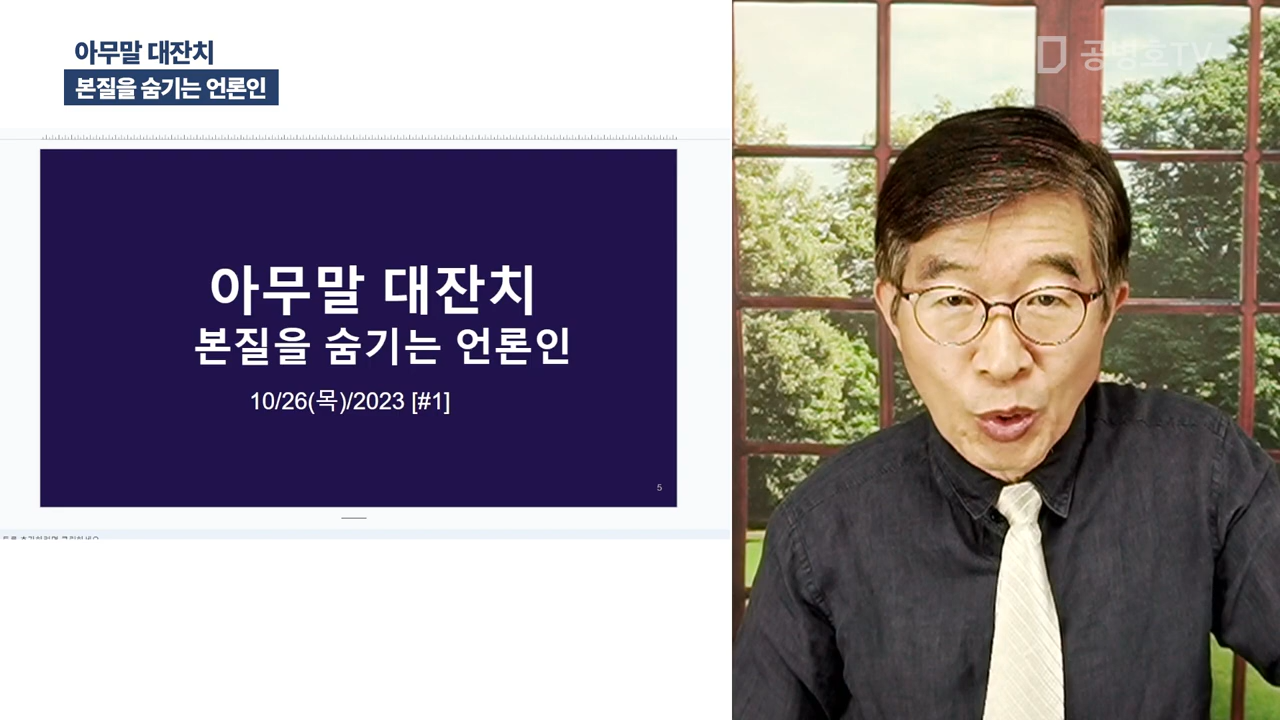 아무말 대잔치
본질을 숨기는 언론인
공병호TV
아무말 대잔치
본질을 숨기는 언론인
10/26(목)/2023 [#1]
5